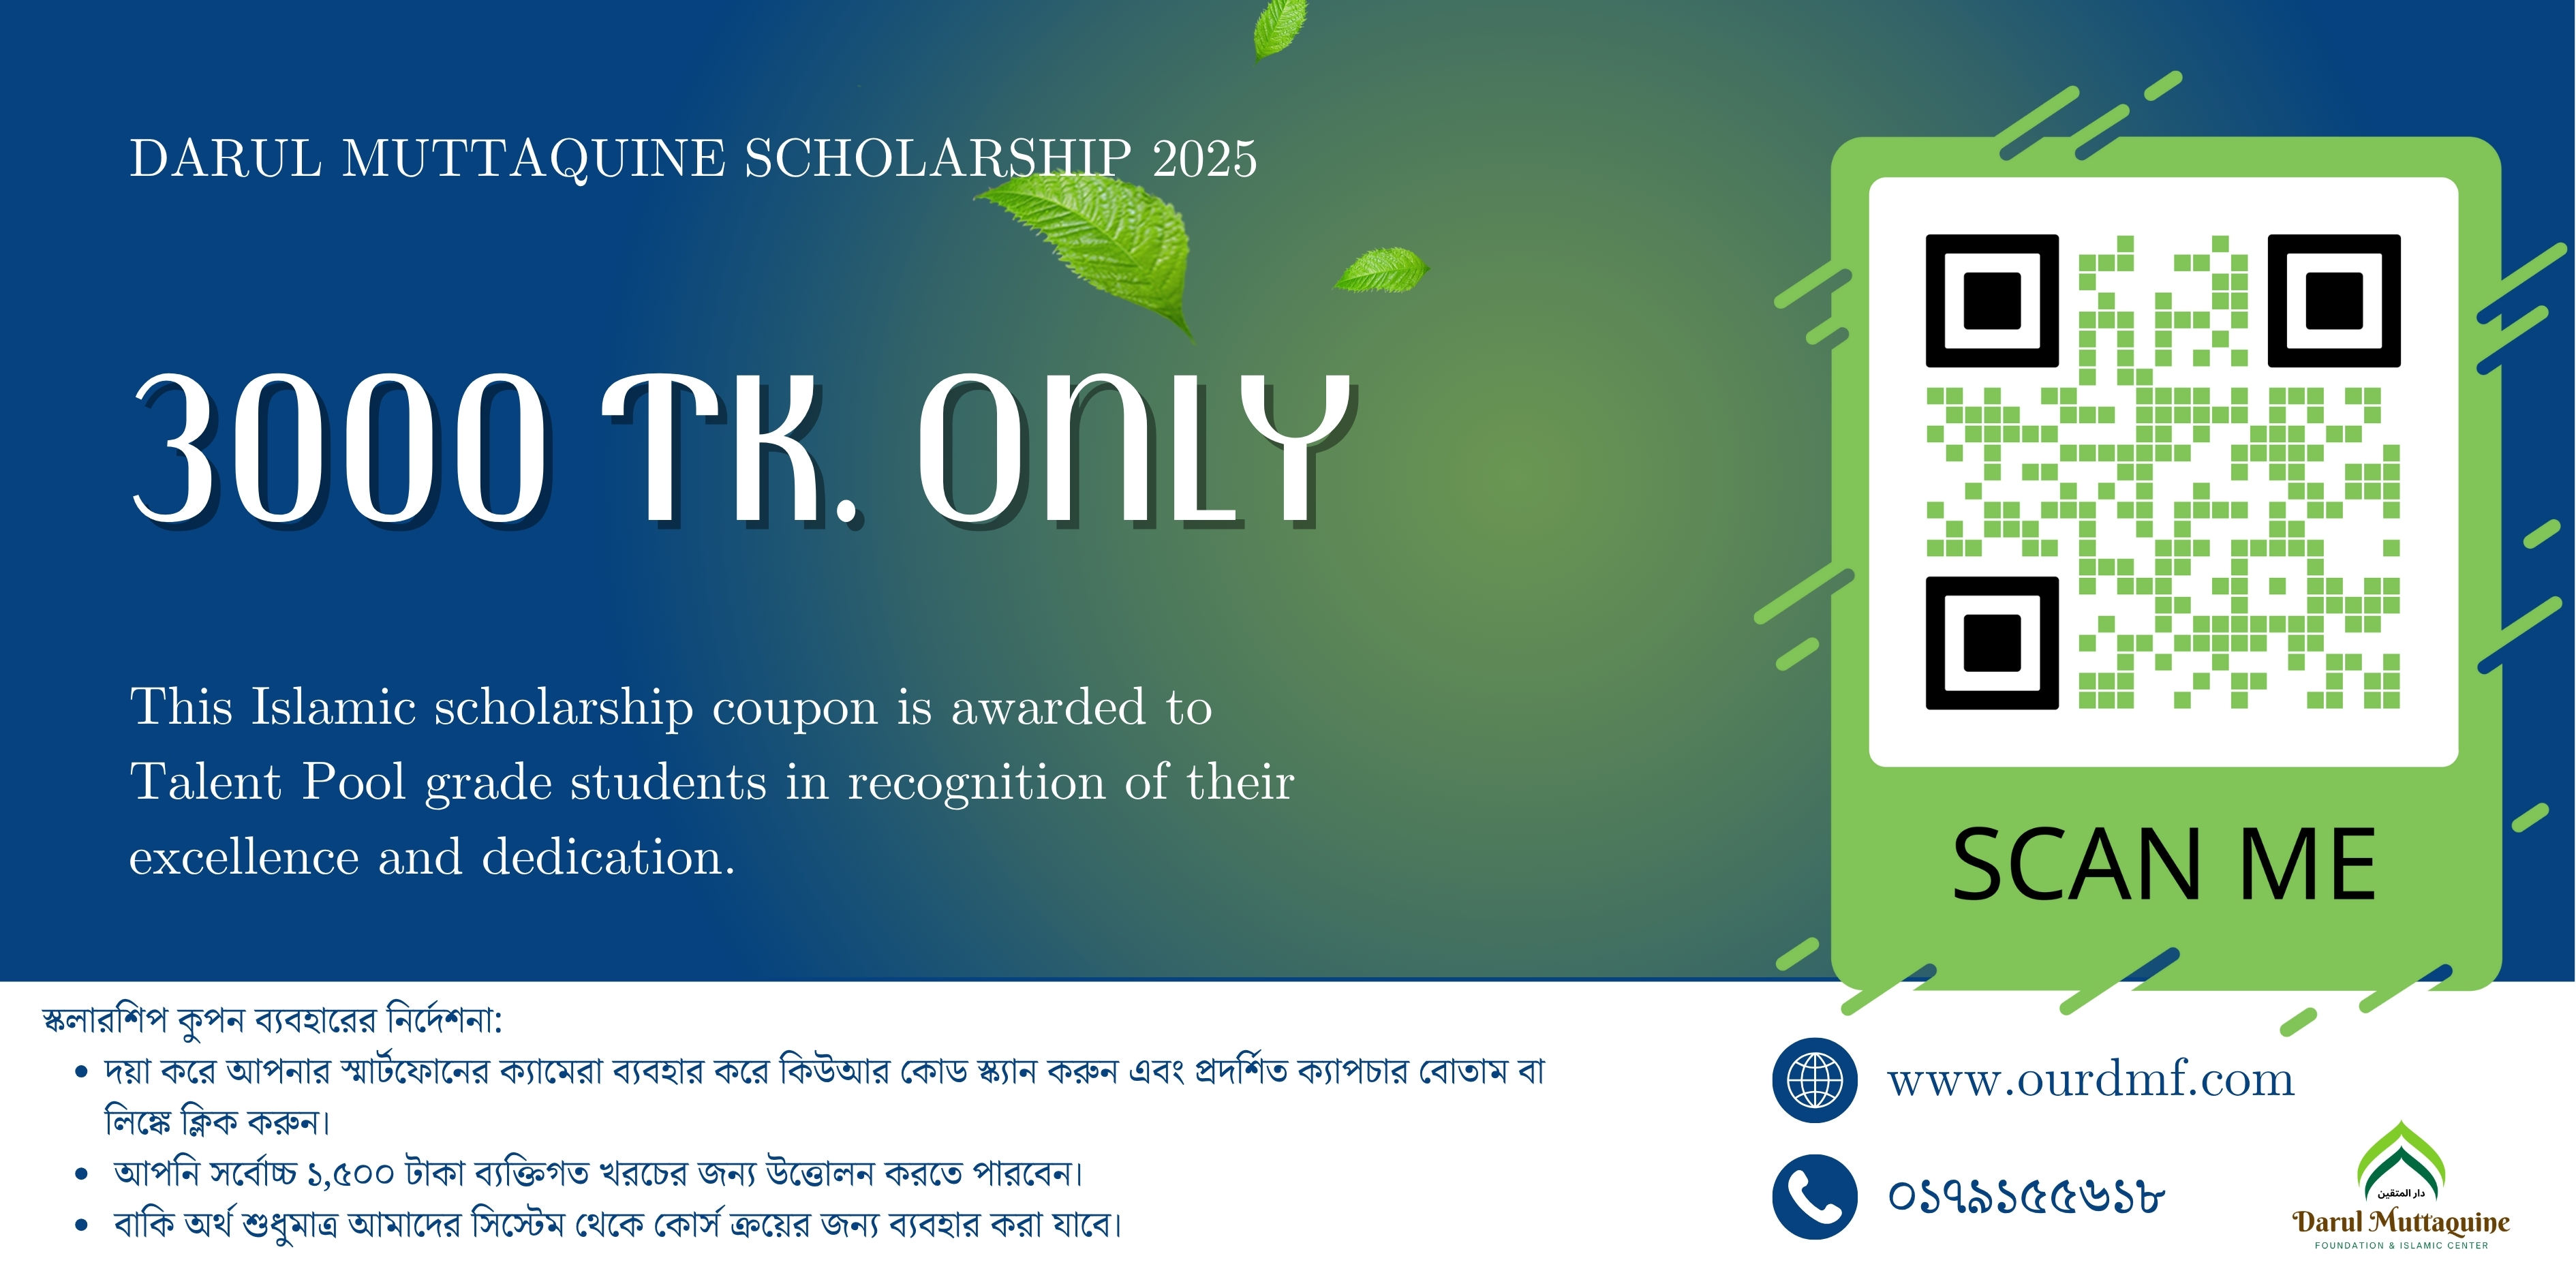 DARUL MUTTAQUINE SCHOLARSHIP 2025
3000 TK. ONLY
This Islamic scholarship coupon is awarded to
Talent Pool grade students in recognition of their
excellence and dedication.
SCAN ME
স্কলারশিপ কুপন ব্যবহারের নির্দেশনা:
• দয়া করে আপনার স্মার্টফোনের ক্যামেরা ব্যবহার করে কিউআর কোড স্ক্যান করুন এবং প্রদর্শিত ক্যাপচার বোতাম বা
লিঙ্কে ক্লিক করুন।
• আপনি সর্বোচ্চ ১,৫০০ টাকা ব্যক্তিগত খরচের জন্য উত্তোলন করতে পারবেন।
• বাকি অর্থ শুধুমাত্র আমাদের সিস্টেম থেকে কোর্স ক্রয়ের জন্য ব্যবহার করা যাবে।
www.ourdmf.com
০১৭৯১৫৫৬১৮
دار المتقين
Darul Muttaquine
FOUNDATION & ISLAMIC CENTER